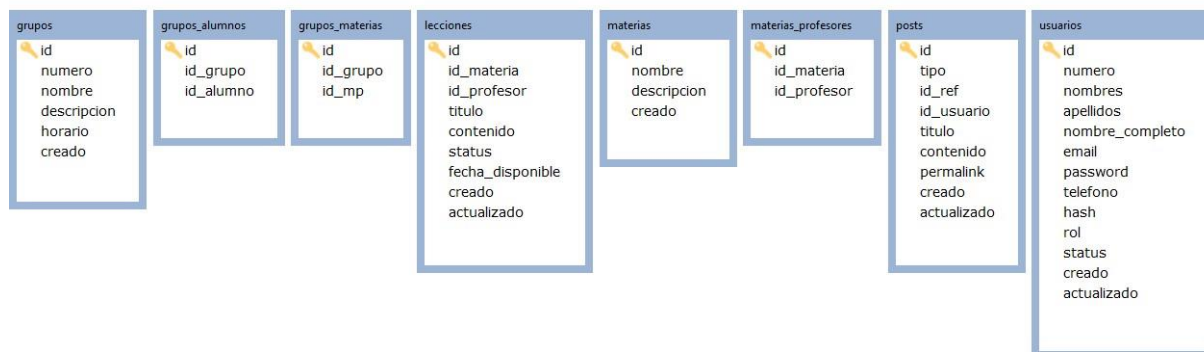 grupos
id
numero
nombre
descripcion
horario
creado
grupos_alumnos
id
id_grupo
id_alumno
grupos_materias
id
id_grupo
id_mp
lecciones
id
id_materia
id_profesor
titulo
contenido
status
fecha_disponible
creado
actualizado
materias
id
nombre
descripcion
creado
materias_profesores
id
id_materia
id_profesor
posts
id
tipo
id_ref
id_usuario
titulo
contenido
permalink
creado
actualizado
usuarios
id
numero
nombres
apellidos
nombre_completo
email
password
telefono
hash
rol
status
creado
actualizado